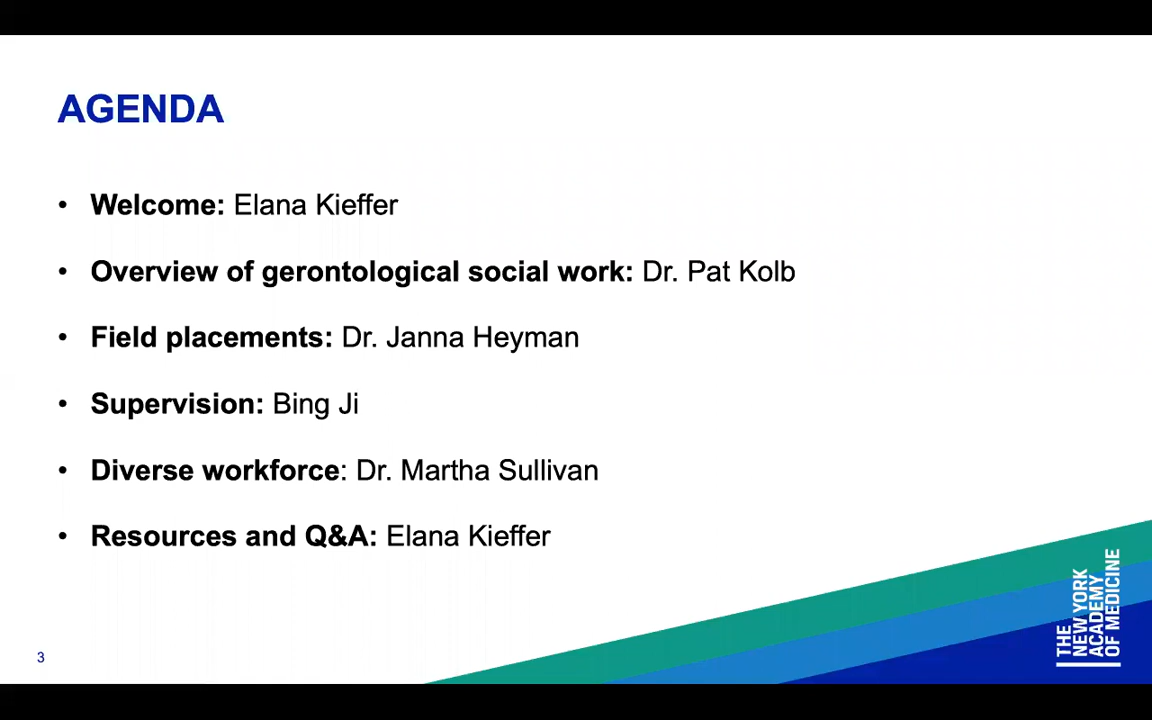 AGENDA
• Welcome: Elana Kieffer
• Overview of gerontological social work: Dr. Pat Kolb
• Field placements: Dr. Janna Heyman
• Supervision: Bing Ji
• Diverse workforce: Dr. Martha Sullivan
• Resources and Q&A: Elana Kieffer
3
THE
NEW YORK
ACADEMY
OF MEDICINE